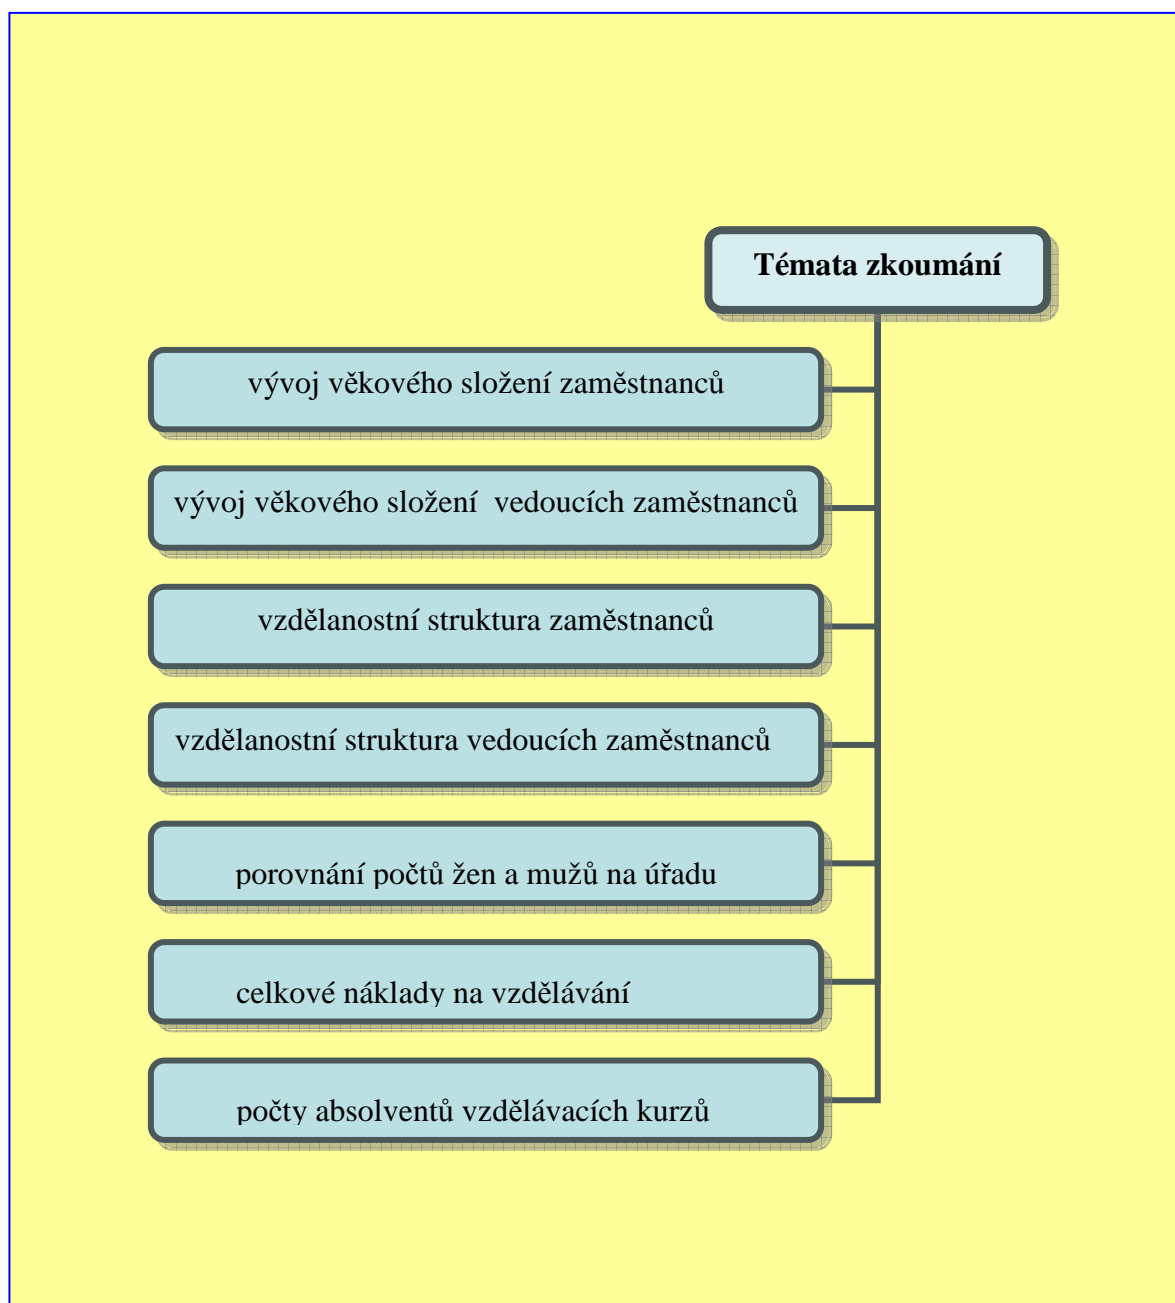 Témata zkoumání
vývoj věkového složení zaměstnanců
vývoj věkového složení  vedoucích zaměstnanců
vzdělanostní struktura zaměstnanců
vzdělanostní struktura vedoucích zaměstnanců
porovnání počtů žen a mužů na úřadu
celkové náklady na vzdělávání
počty absolventů vzdělávacích kurzů